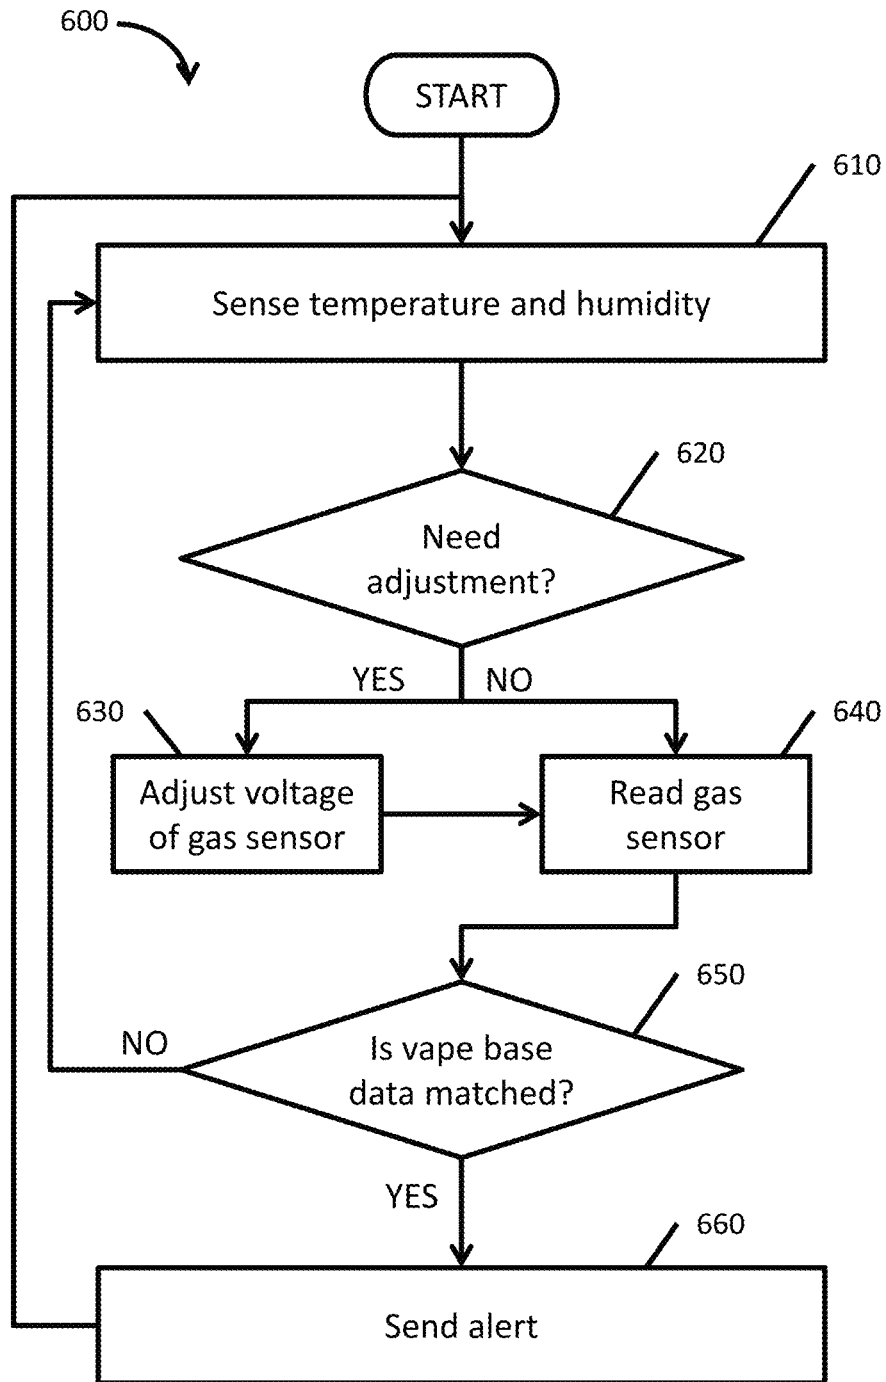 600
START
610
Sense temperature and humidity
620
Need
adjustment?
YES
NO
630
640
Adjust voltage
of gas sensor
Read gas
sensor
650
NO
Is vape base
data matched?
YES
660
Send alert